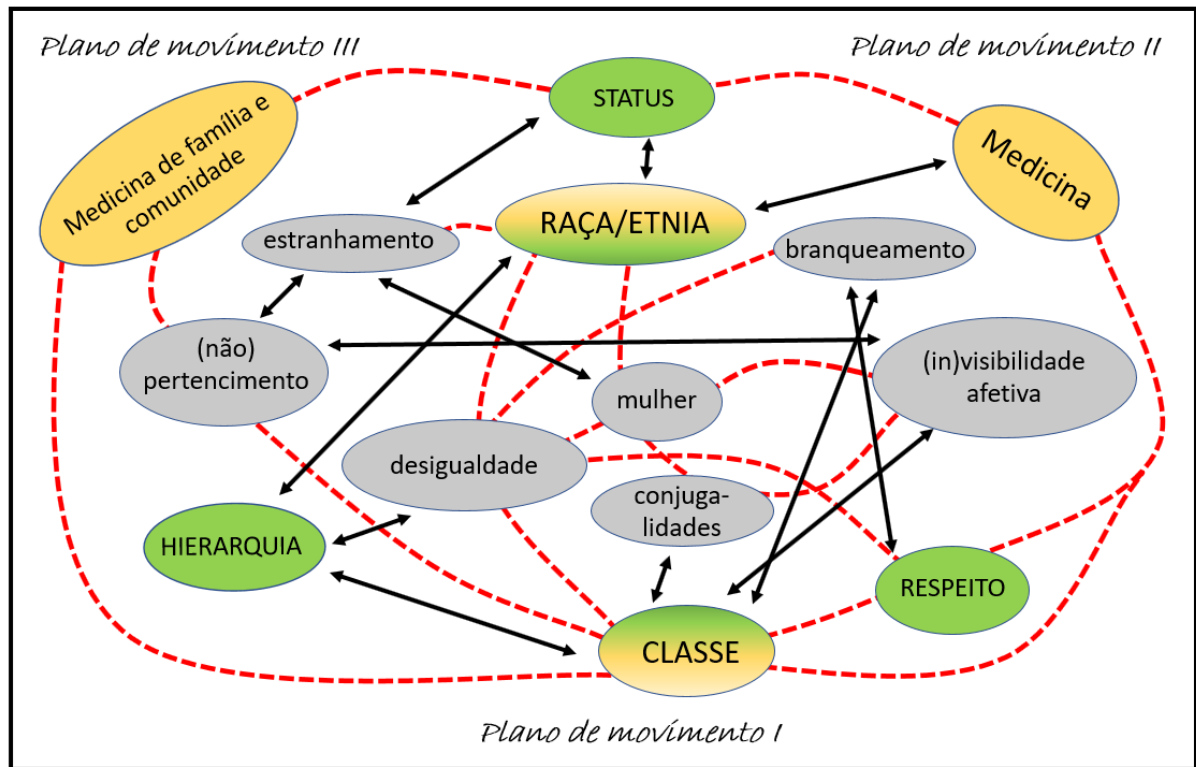 Plano de movimento III
Plano de movimento II
STATUS
Medicina de família e
comunidade
Medicina
RAÇA/ETNIA
estranhamento
branqueamento
(não)
pertencimento
(in)visibilidade
afetiva
mulher
desigualdade
conjuga-
lidades
HIERARQUIA
RESPEITO
CLASSE
Plano de movimento I